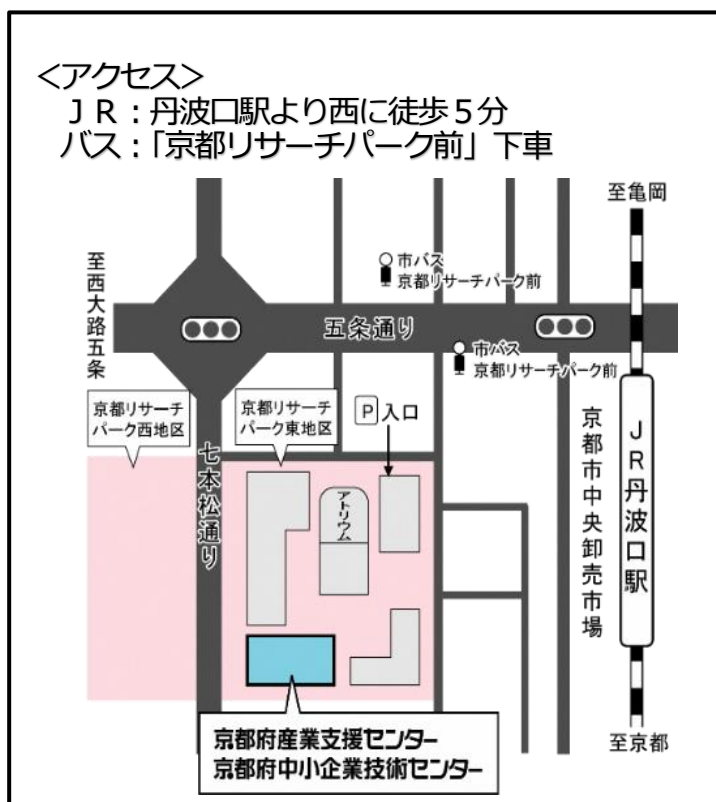 ＜アクセス＞
ＪＲ：丹波口駅より西に徒歩５分
バス：「京都リサーチパーク前」下車
至亀岡
至西大路五条
市バス
京都リサーチパーク前
五条通り
市バス
京都リサーチパーク前
京都リサーチ
パーク西地区
京都リサーチ
パーク東地区
P入口
七本松通り
アトリウム
京都市中央卸売市場
ＪＲ丹波口駅
京都府産業支援センター
京都府中小企業技術センター
至京都